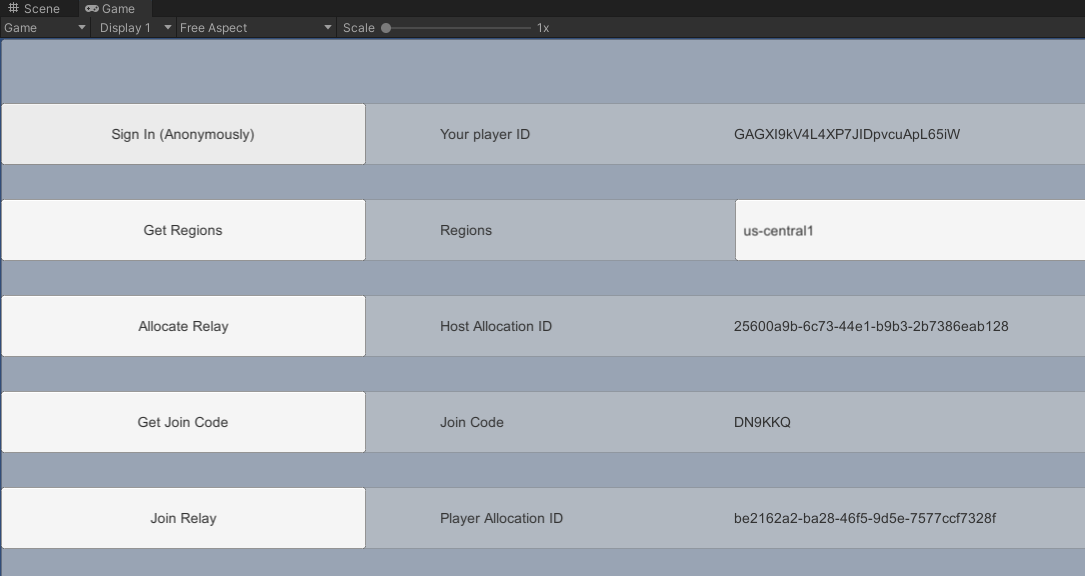 Scene Game
Game Display 1 Free Aspect Scale 1x
Sign In (Anonymously) Your player ID GAGXI9kV4L4XP7JIDpvcuApL65iW
Get Regions Regions us-central1
Allocate Relay Host Allocation ID 25600a9b-6c73-44e1-b9b3-2b7386eab128
Get Join Code Join Code DN9KKQ
Join Relay Player Allocation ID be2162a2-ba28-46f5-9d5e-7577ccf7328f